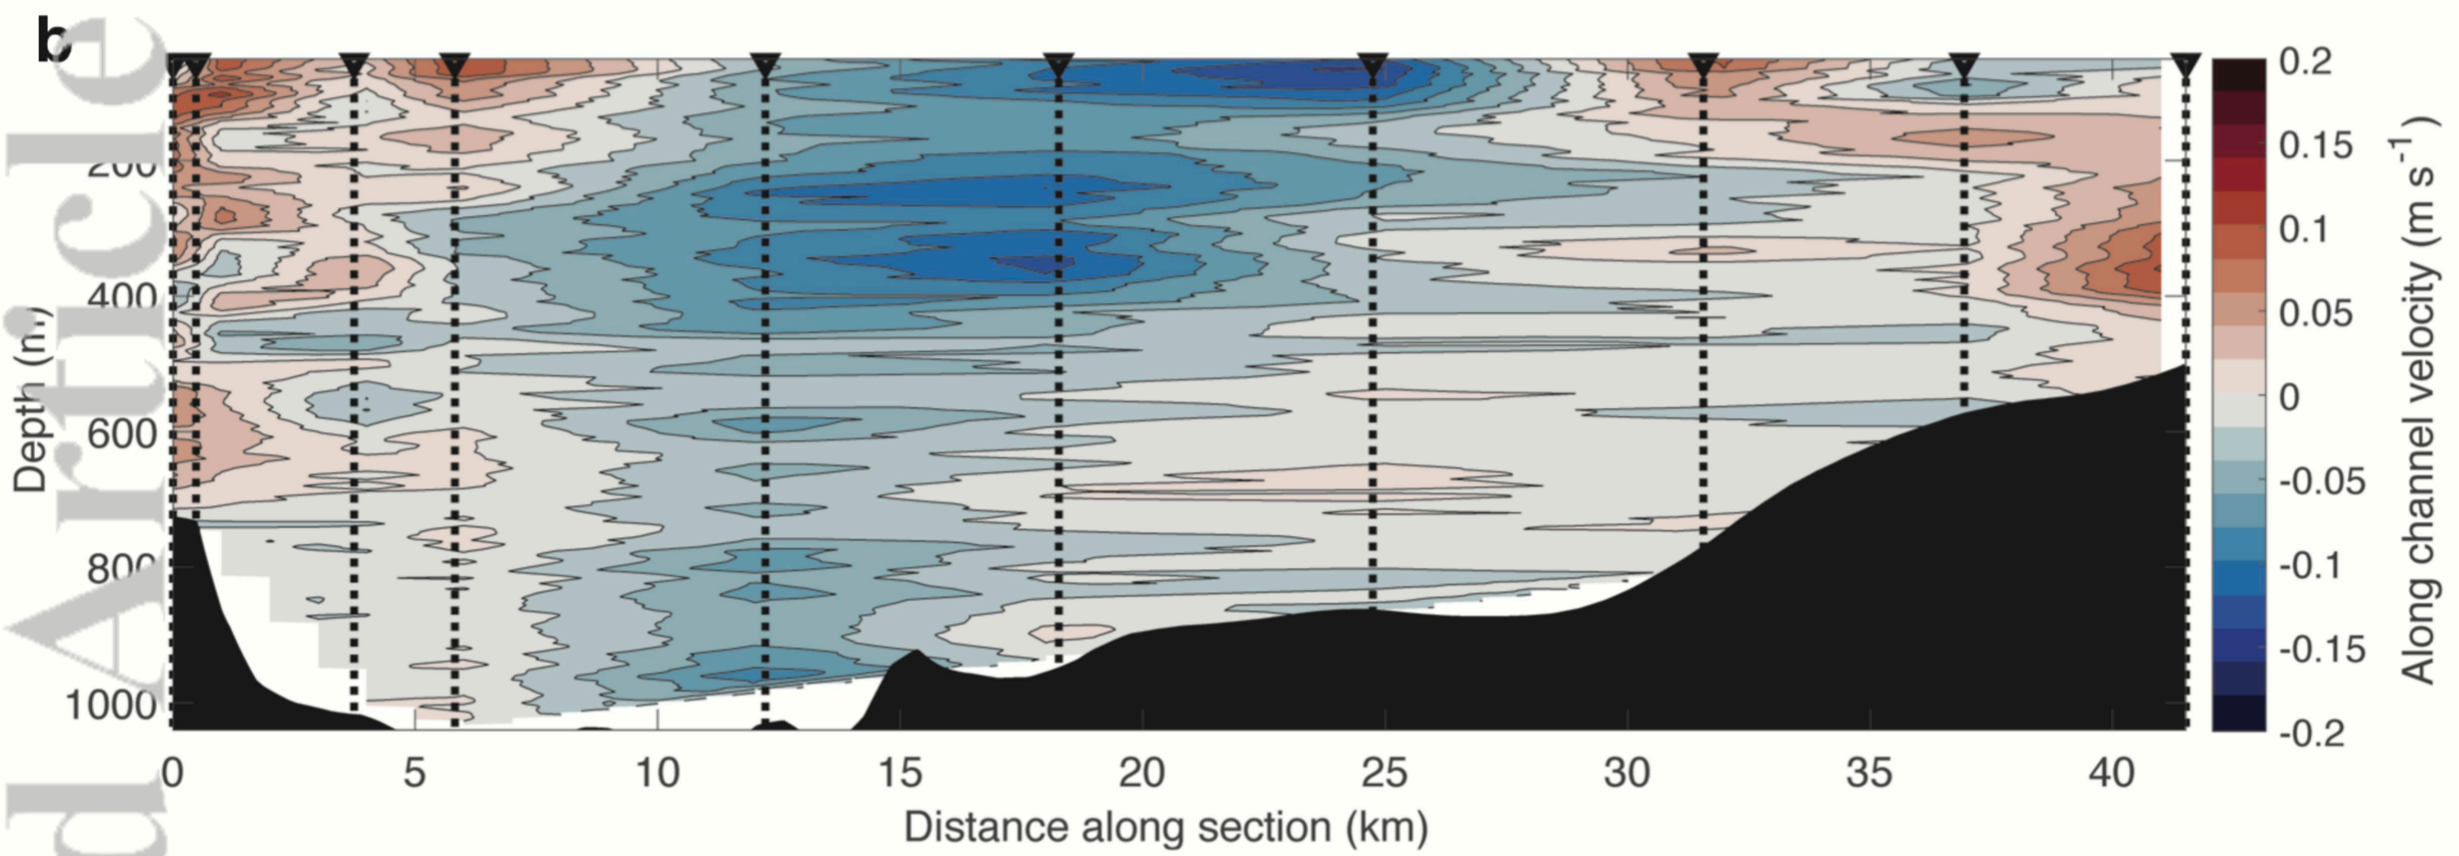 b
d Article
Depth (m)
200
400
600
800
1000
0 5 10 15 20 25 30 35 40
Distance along section (km)
0.2
0.15
0.1
0.05
0
-0.05
-0.1
-0.15
-0.2
Along channel velocity (m s-1)